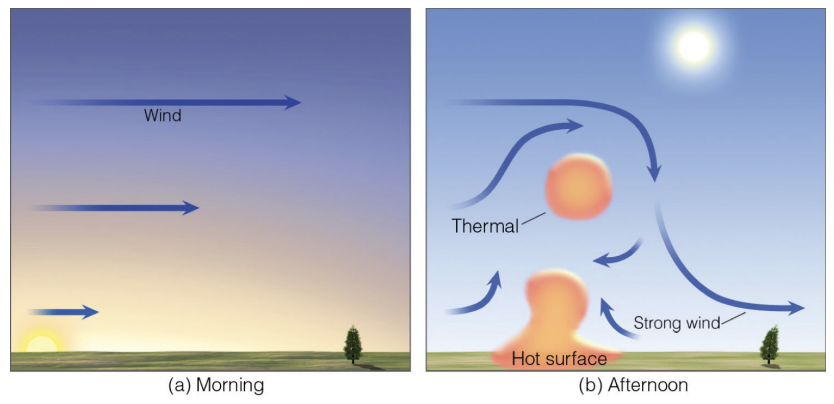 Wind
Thermal
Strong wind
Hot surface
(a) Morning
(b) Afternoon